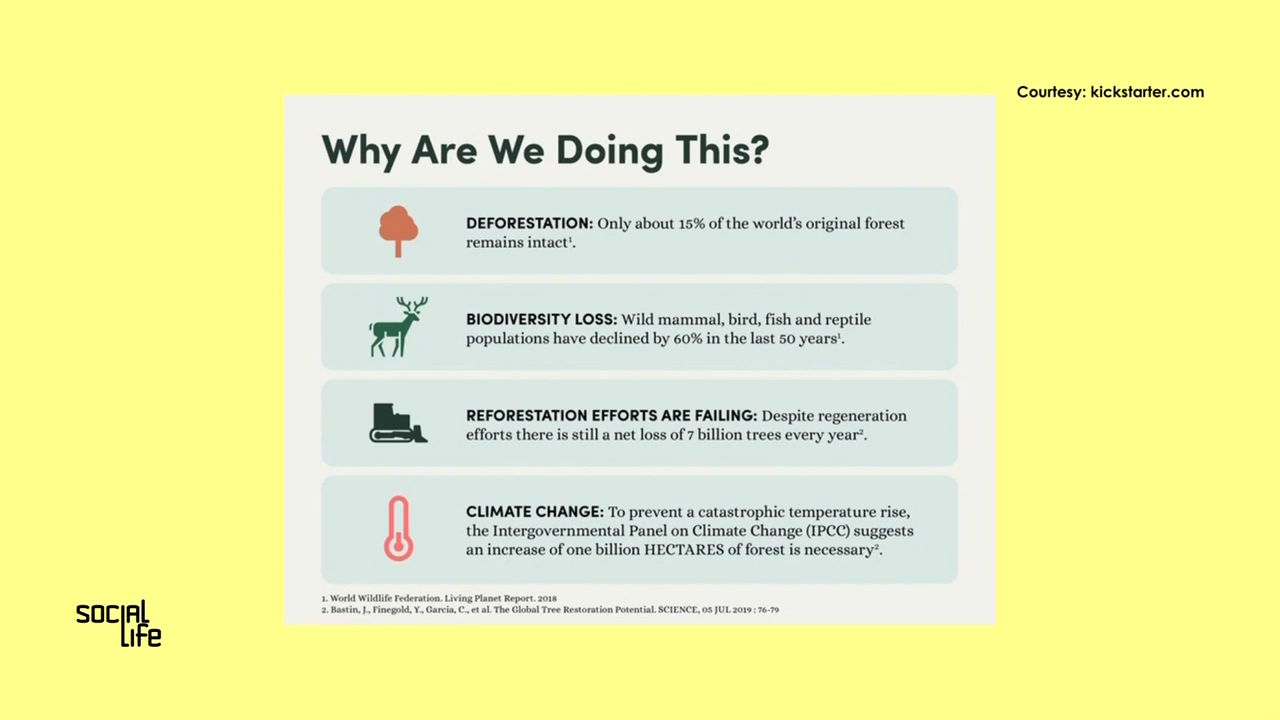 Courtesy: kickstarter.com
Why Are We Doing This?
DEFORESTATION: Only about 15% of the world's original forest
remains intact¹.
BIODIVERSITY LOSS: Wild mammal, bird, fish and reptile
populations have declined by 60% in the last 50 years¹.
REFORESTATION EFFORTS ARE FAILING: Despite regeneration
efforts there is still a net loss of 7 billion trees every year².
CLIMATE CHANGE: To prevent a catastrophic temperature rise,
the Intergovernmental Panel on Climate Change (IPCC) suggests
an increase of one billion HECTARES of forest is necessary².
1. World Wildlife Federation. Living Planet Report. 2018
2. Bastin, J., Finegold, Y., Garcia, C., et al. The Global Tree Restoration Potential. SCIENCE, 05 JUL 2019 : 76-79
SOCIAL
LIFE